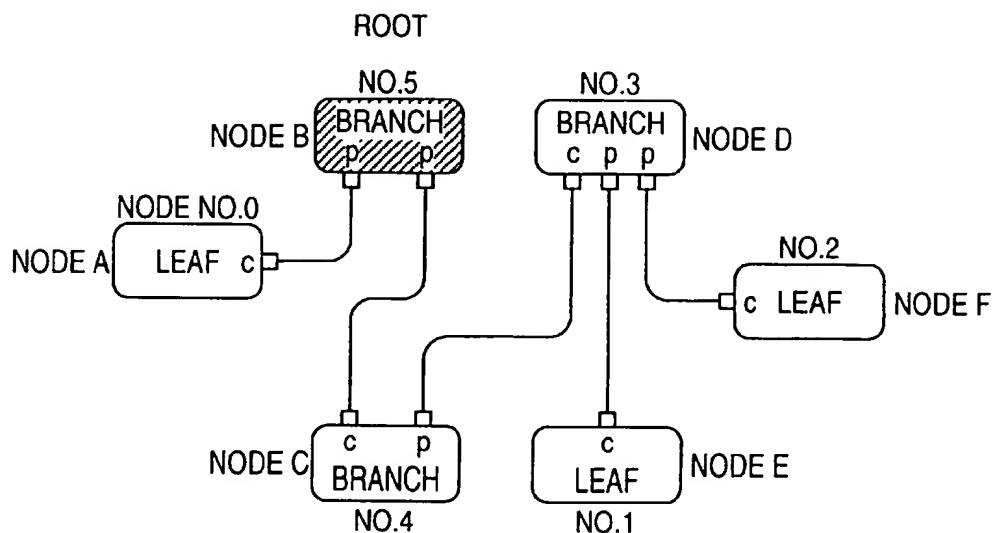 ROOT
NO.5
NO.3
NODE B
BRANCH
p p
BRANCH
c p p
NODE D
NODE NO.0
NODE A
LEAF c
NO.2
c LEAF
NODE F
NODE C
c p
BRANCH
NO.4
c
LEAF
NODE E
NO.1